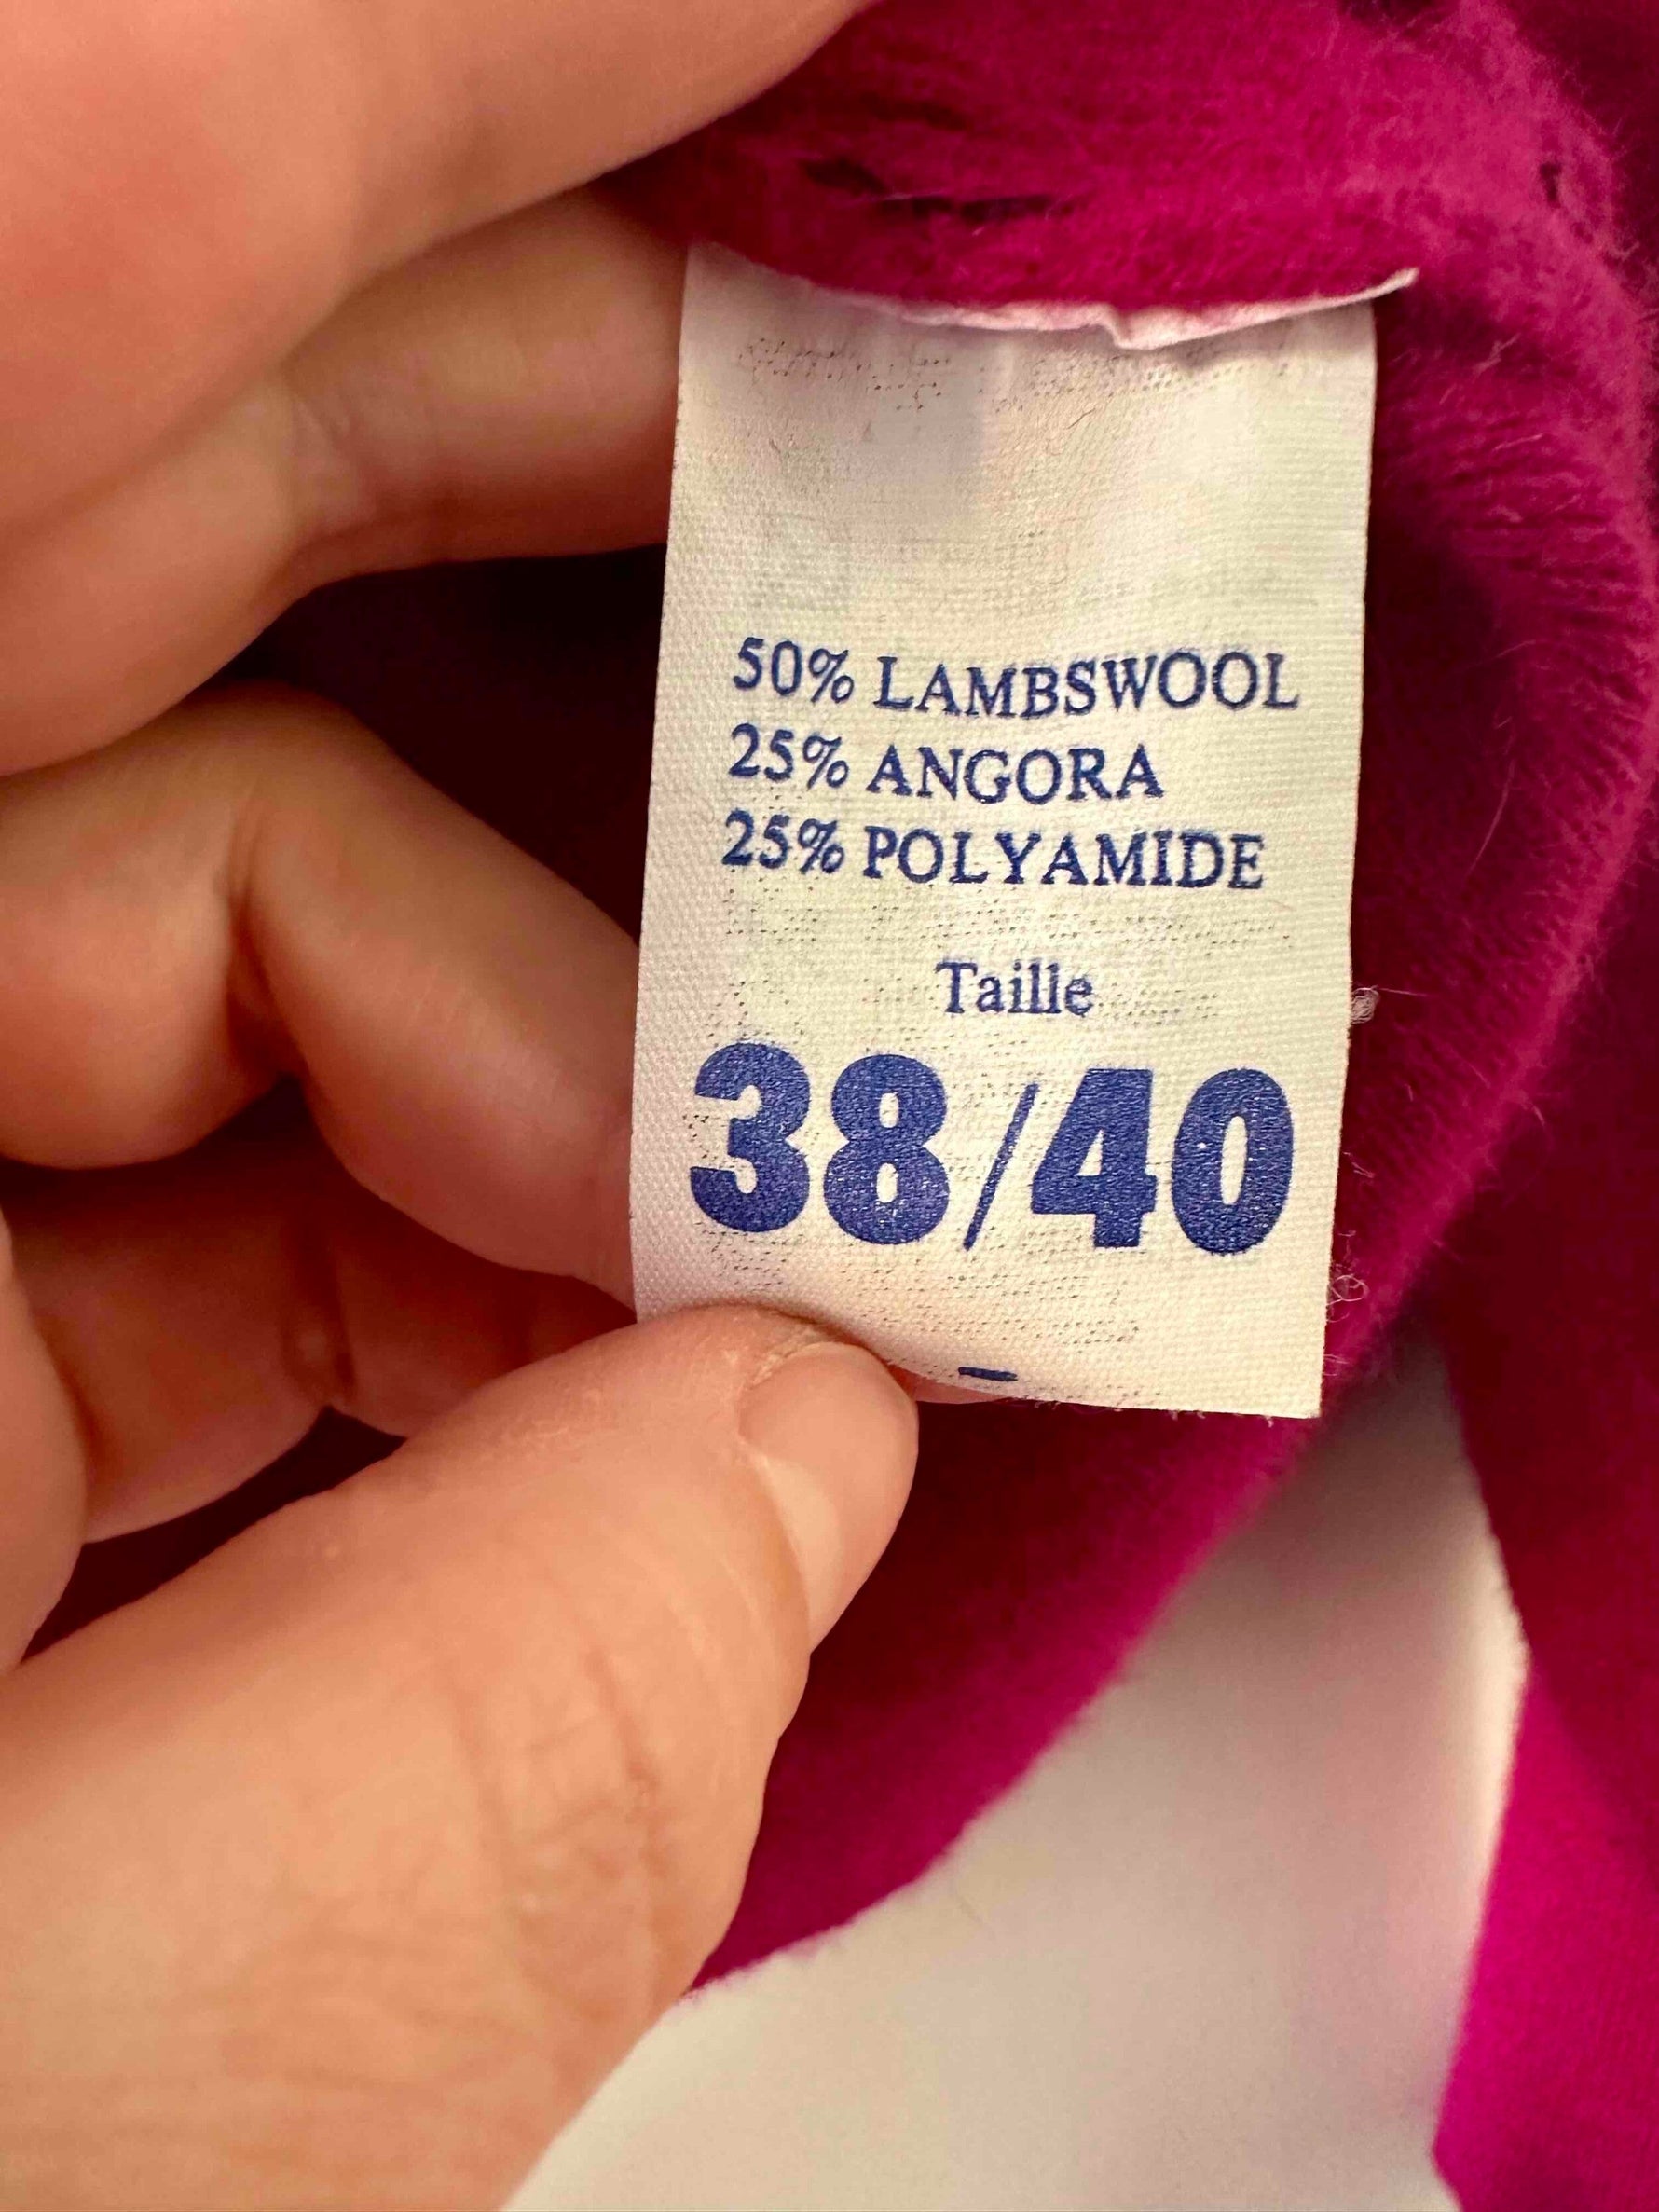 50% LAMBSWOOL
25% ANGORA
25% POLYAMIDE
Taille
38/40